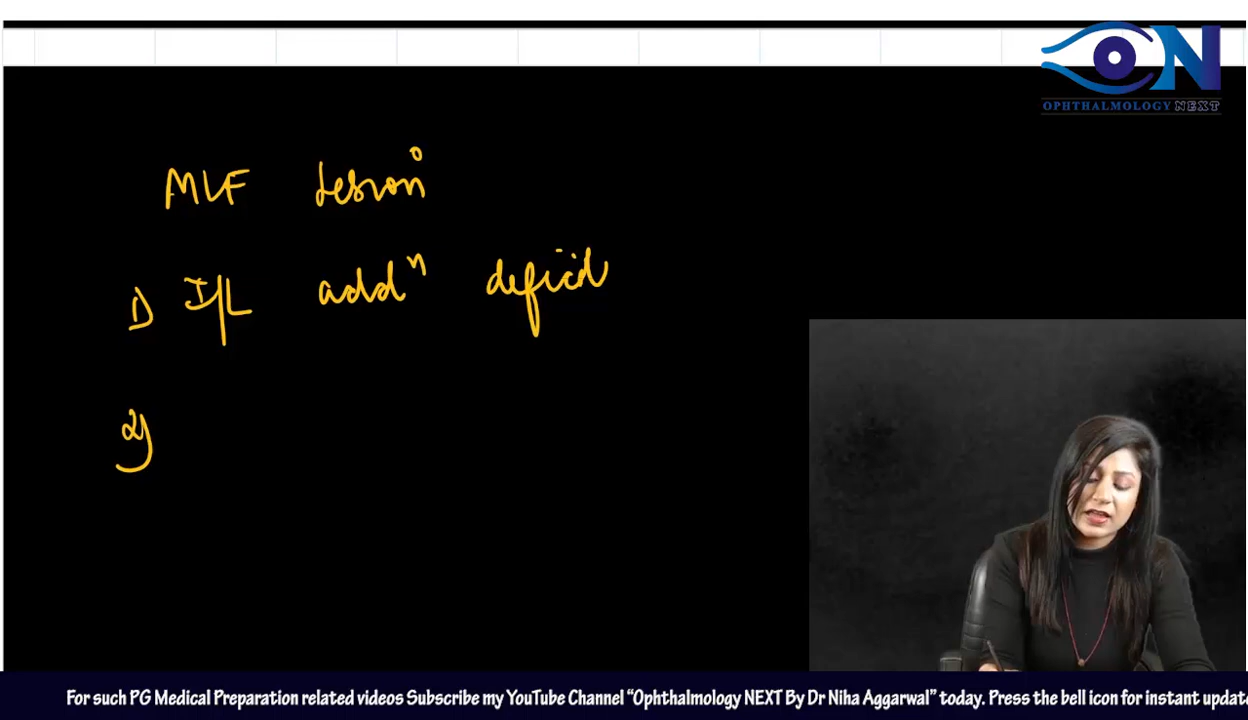 ON
OPHTHALMOLOGY NEXT
MLF lesion
1) I/L addⁿ deficit
2)
For such PG Medical Preparation related videos Subscribe my YouTube Channel “Ophthalmology NEXT By Dr Niha Aggarwal” today. Press the bell icon for instant update